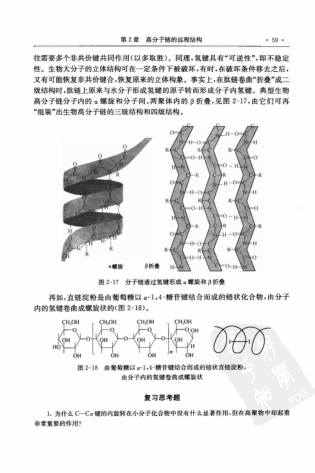 第2章 高分子链的远程结构 ·59·
往需要多个非共价键共同作用(以多取胜)。同理,氢键具有“可逆性”,即不稳定
性。生物大分子的立体结构可在一定条件下被破坏,有时,在破坏条件移去之后,
又有可能恢复非共价键合,恢复原来的立体构象。事实上,在肽链卷曲“折叠”成二
级结构时,肽链上原来与水分子形成氢键的原子转而形成分子内氢键。典型生物
高分子链分子内的 α 螺旋和分子间、两聚体内的 β 折叠,见图 2-17,由它们可再
“组装”出生物高分子链的三级结构和四级结构。
α螺旋 β折叠
图 2-17 分子链通过氢键形成 α 螺旋和 β 折叠
再如,直链淀粉是由葡萄糖以 α-1,4-糖苷键结合而成的链状化合物,由分子
内的氢键卷曲成螺旋状的(图 2-18)。
CH₂OH CH₂OH CH₂OH CH₂OH
图 2-18 由葡萄糖以 α-1,4-糖苷键结合而成的链状直链淀粉,
由分子内的氢键卷曲成螺旋状
复习思考题
1. 为什么 C—Cσ键的内旋转在小分子化合物中没有什么显著作用,但在高聚物中却起着
非常重要的作用?